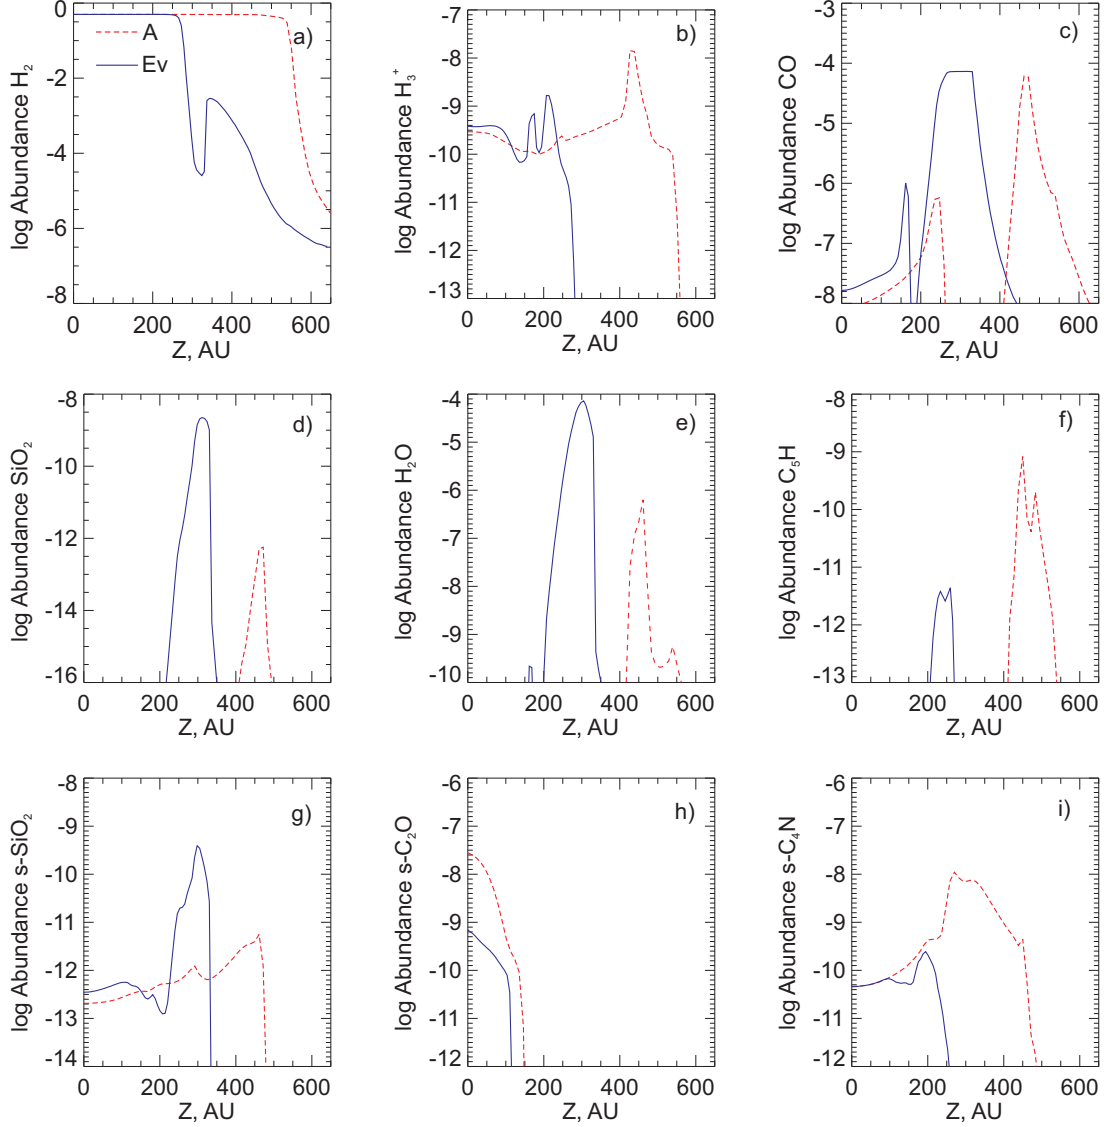 log Abundance H2
0
-2
-4
-6
-8
A
Ev
a)
0 200 400 600
Z, AU
log Abundance H3+
-7
-8
-9
-10
-11
-12
-13
b)
0 200 400 600
Z, AU
log Abundance CO
-3
-4
-5
-6
-7
-8
c)
0 200 400 600
Z, AU
log Abundance SiO2
-8
-10
-12
-14
-16
d)
0 200 400 600
Z, AU
log Abundance H2O
-4
-5
-6
-7
-8
-9
-10
e)
0 200 400 600
Z, AU
log Abundance C5H
-8
-9
-10
-11
-12
-13
f)
0 200 400 600
Z, AU
log Abundance s-SiO2
-8
-9
-10
-11
-12
-13
-14
g)
0 200 400 600
Z, AU
log Abundance s-C2O
-6
-7
-8
-9
-10
-11
-12
h)
0 200 400 600
Z, AU
log Abundance s-C4N
-6
-7
-8
-9
-10
-11
-12
i)
0 200 400 600
Z, AU